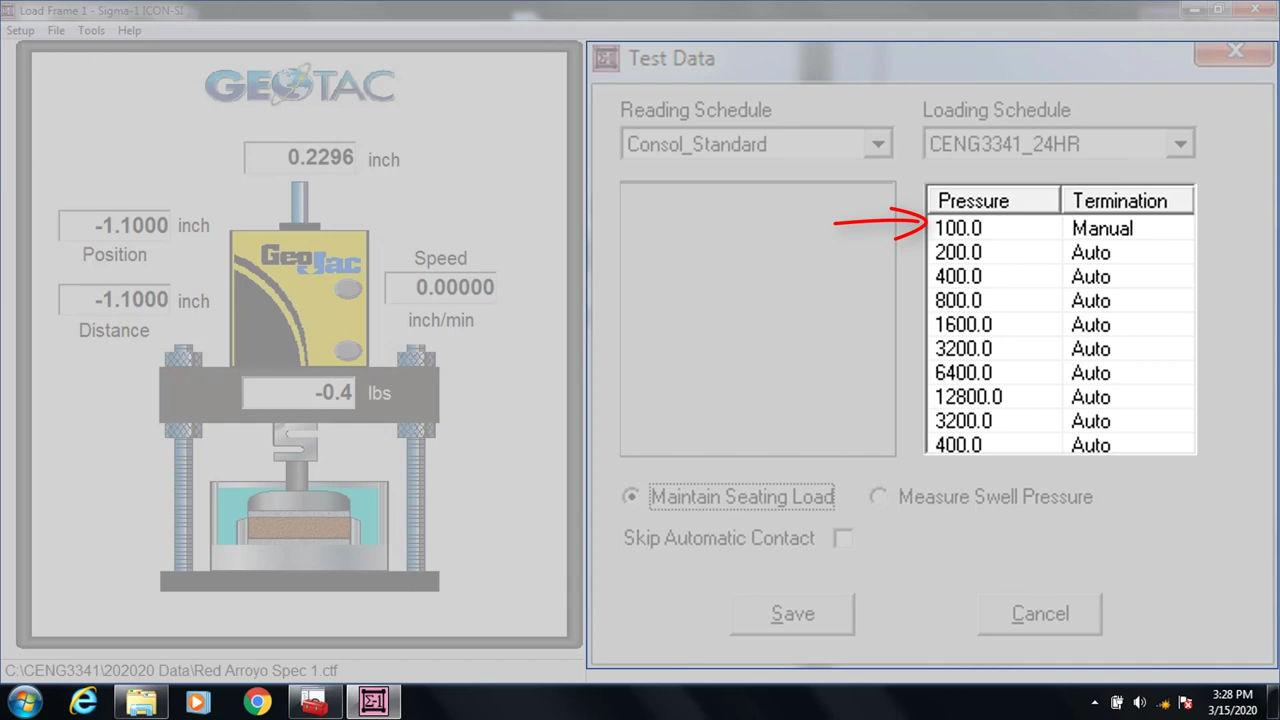 Load Frame 1 - Sigma-1 ICON-SI
Setup File Tools Help
GEOTAC
0.2296 inch
-1.1000 inch
Position
-1.1000 inch
Distance
GeoJac
Speed
0.00000
inch/min
-0.4 lbs
C:\CENG3341\202020 Data\Red Arroyo Spec 1.ctf
Σ-1 Test Data
Reading Schedule
Consol_Standard
Loading Schedule
CENG3341_24HR
Pressure Termination
100.0 Manual
200.0 Auto
400.0 Auto
800.0 Auto
1600.0 Auto
3200.0 Auto
6400.0 Auto
12800.0 Auto
3200.0 Auto
400.0 Auto
Maintain Seating Load Measure Swell Pressure
Skip Automatic Contact
Save Cancel
Σ-1
3:28 PM
3/15/2020